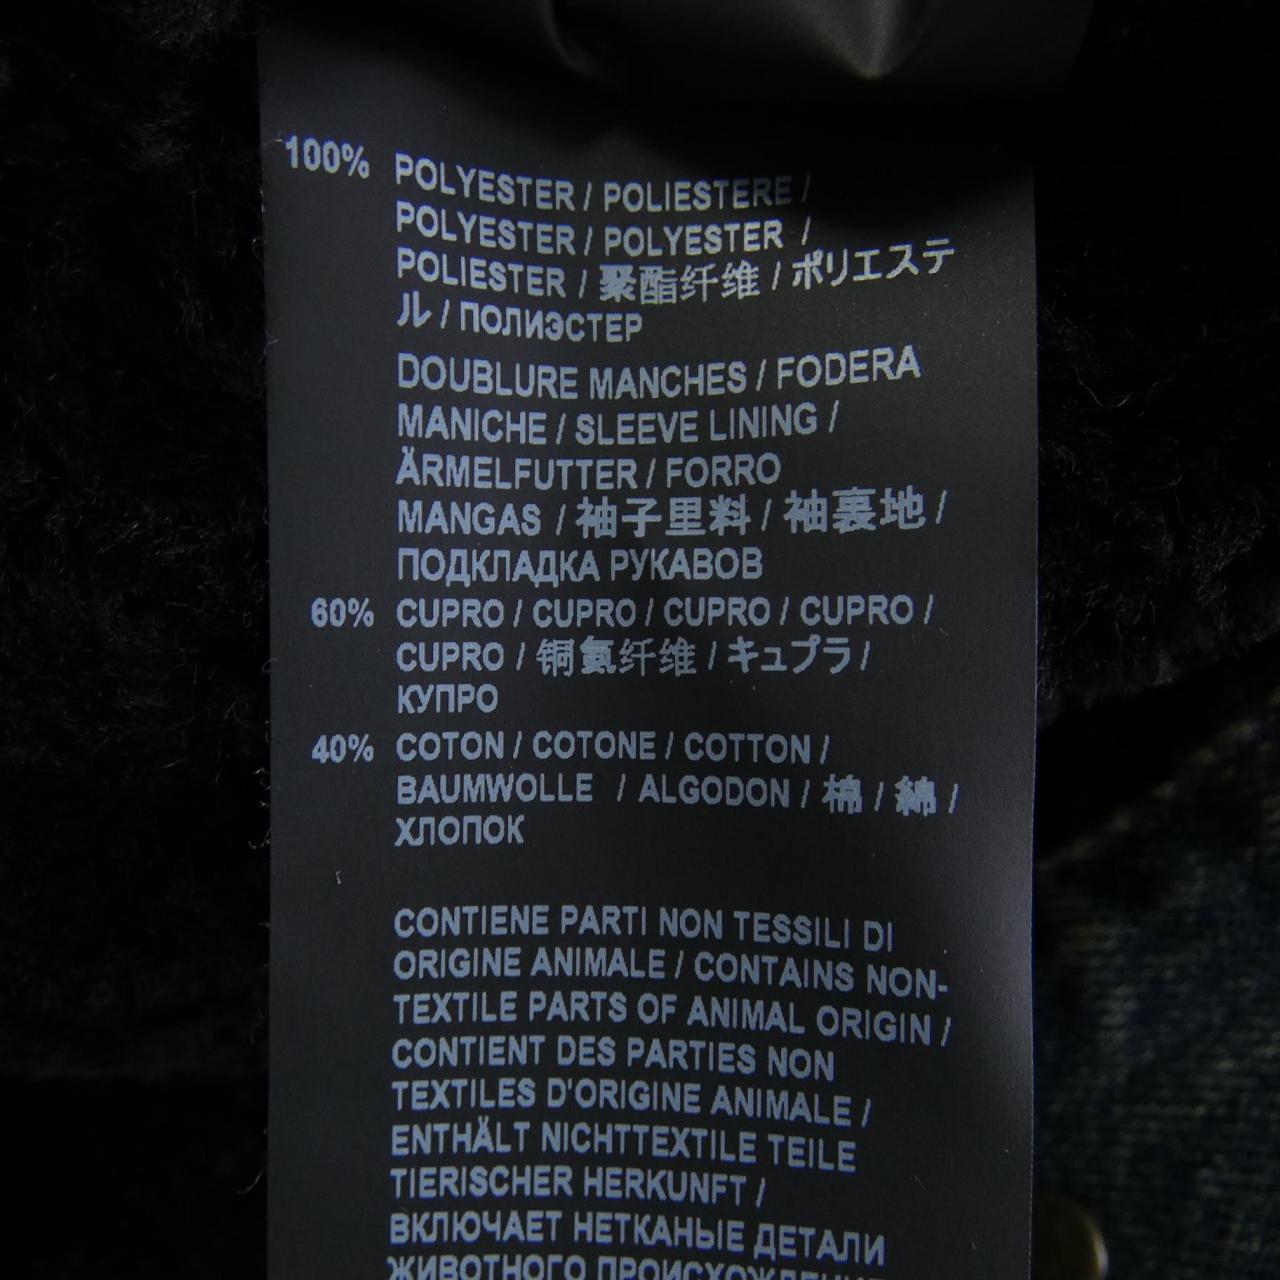 100% POLYESTER / POLIESTERE /
POLYESTER / POLYESTER /
POLIESTER / 聚酯纤维 / ポリエステ
ル / ПОЛИЭСТЕР
DOUBLURE MANCHES / FODERA
MANICHE / SLEEVE LINING /
ÄRMELFUTTER / FORRO
MANGAS / 袖子里料 / 袖裏地 /
ПОДКЛАДКА РУКАВОВ
60% CUPRO / CUPRO / CUPRO / CUPRO /
CUPRO / 铜氨纤维 / キュプラ /
КУПРО
40% COTON / COTONE / COTTON /
BAUMWOLLE / ALGODON / 棉 / 綿 /
ХЛОПОК
CONTIENE PARTI NON TESSILI DI
ORIGINE ANIMALE / CONTAINS NON-
TEXTILE PARTS OF ANIMAL ORIGIN /
CONTIENT DES PARTIES NON
TEXTILES D'ORIGINE ANIMALE /
ENTHÄLT NICHTTEXTILE TEILE
TIERISCHER HERKUNFT /
ВКЛЮЧАЕТ НЕТКАНЫЕ ДЕТАЛИ
ЖИВОТНОГО ПРОИСХОЖДЕНИЯ